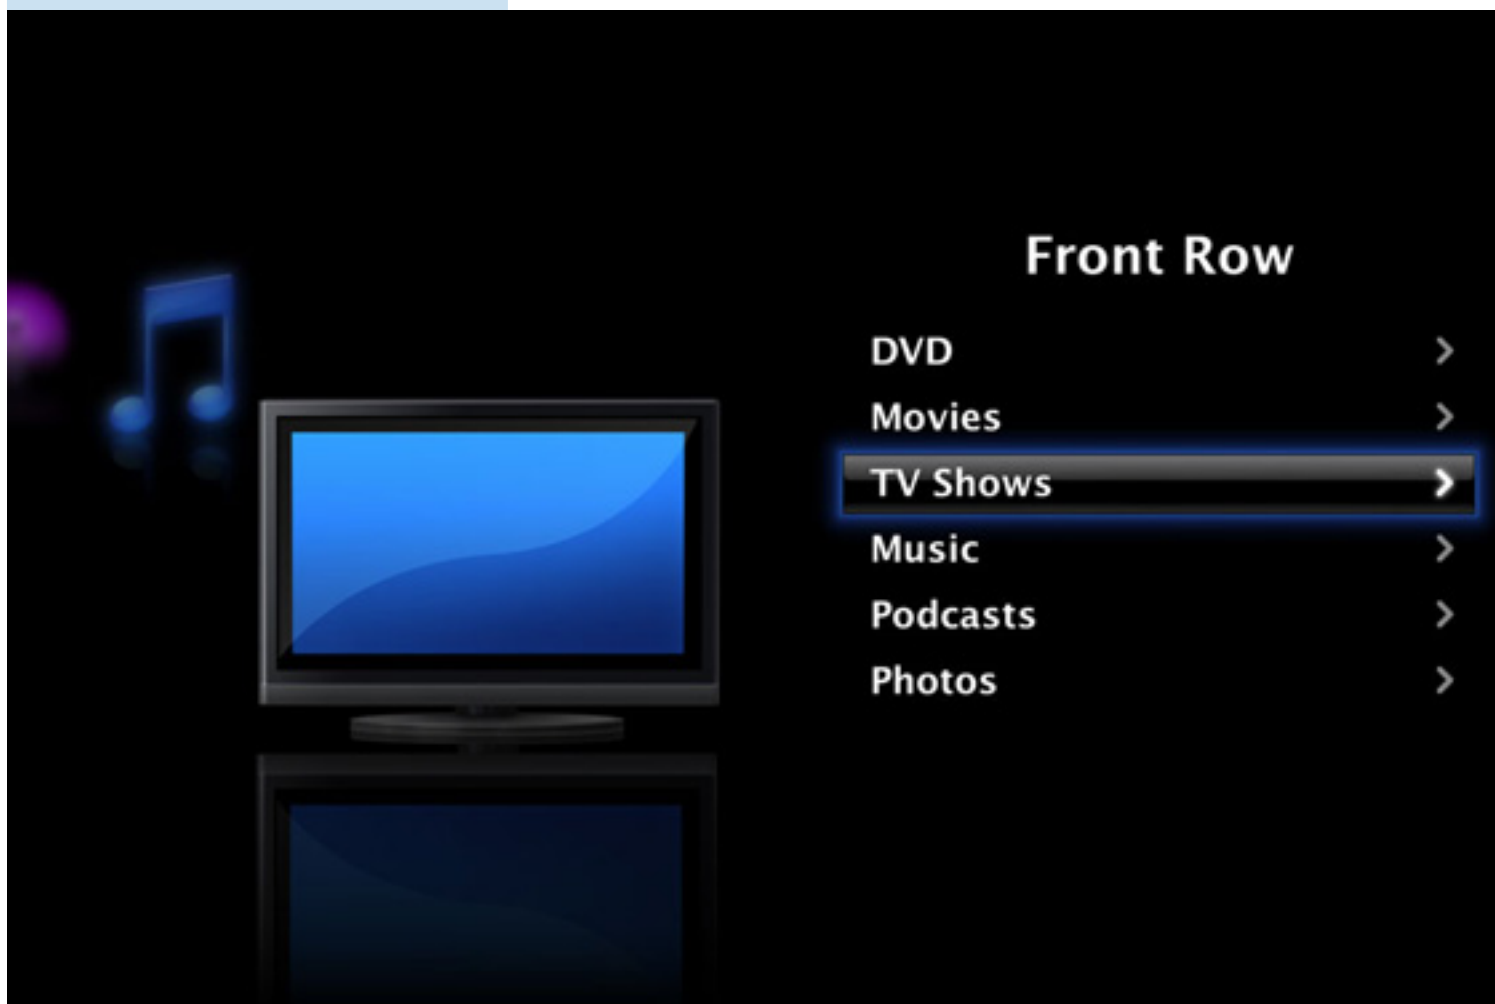 Front Row
DVD
Movies
TV Shows
Music
Podcasts
Photos